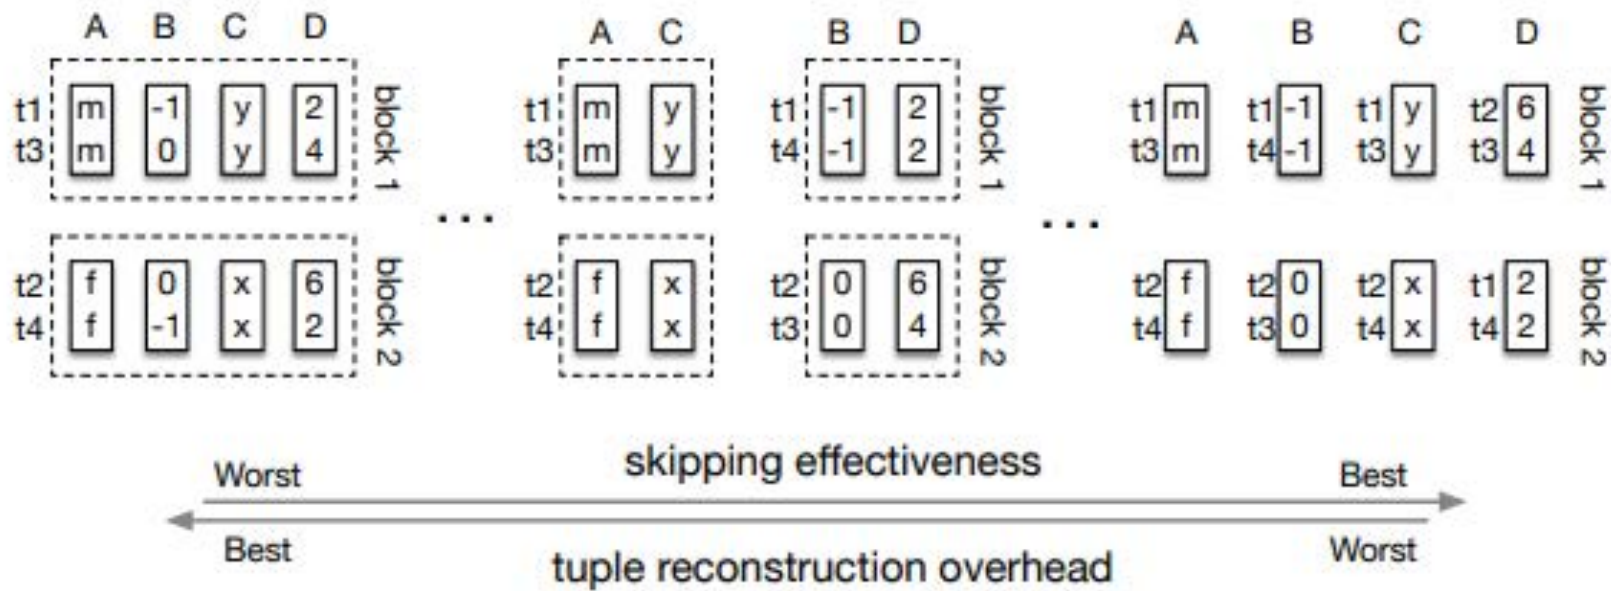 A B C D A C B D A B C D
t1 m -1 y 2 block 1 t1 m y t1 -1 2 block 1 t1 m t1 -1 t1 y t2 6 block 1
t3 m 0 y 4 t3 m y t4 -1 2 t3 m t4 -1 t3 y t3 4
... ...
t2 f 0 x 6 block 2 t2 f x t2 0 6 block 2 t2 f t2 0 t2 x t1 2 block 2
t4 f -1 x 2 t4 f x t3 0 4 t4 f t3 0 t4 x t4 2
Worst skipping effectiveness Best
Best tuple reconstruction overhead Worst